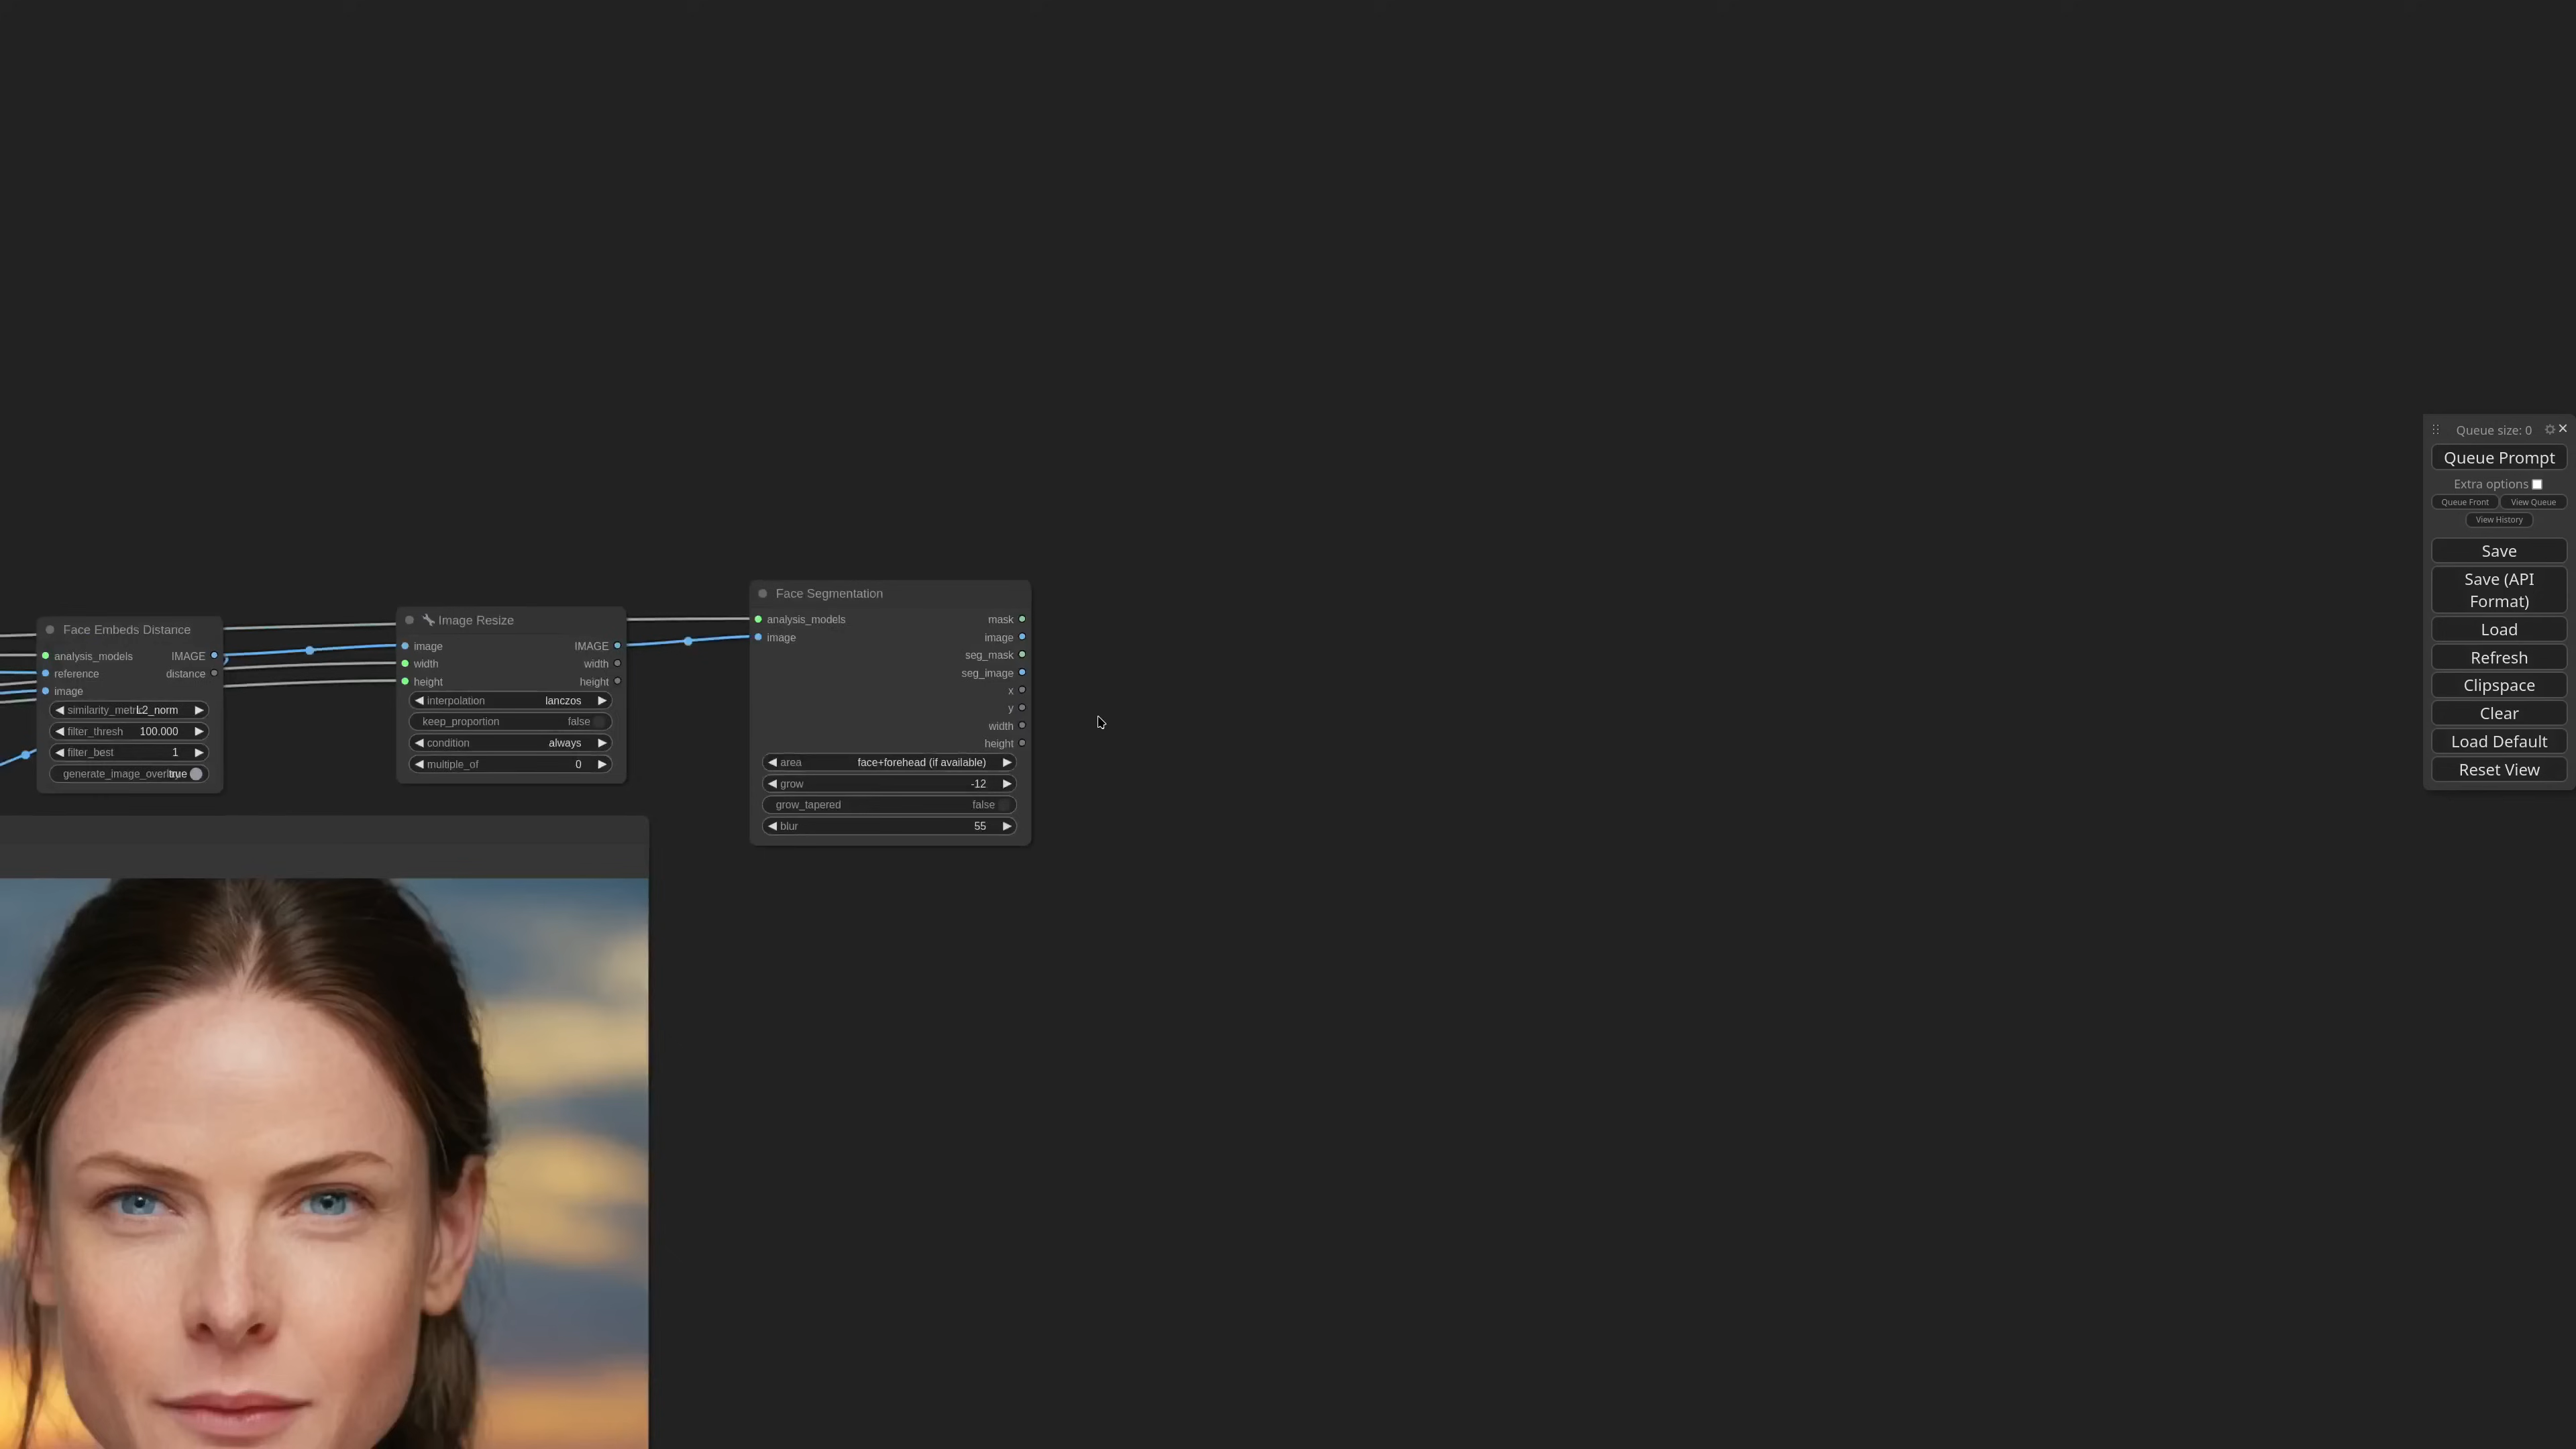 Face Embeds Distance
analysis_models IMAGE
reference distance
image
similarity_metric L2_norm
filter_thresh 100.000
filter_best 1
generate_image_overlay true
Image Resize
image IMAGE
width width
height height
interpolation lanczos
keep_proportion false
condition always
multiple_of 0
Face Segmentation
analysis_models mask
image image
seg_mask
seg_image
x
y
width
height
area face+forehead (if available)
grow -12
grow_tapered false
blur 55
Queue size: 0
Queue Prompt
Extra options
Queue Front View Queue
View History
Save
Save (API
Format)
Load
Refresh
Clipspace
Clear
Load Default
Reset View